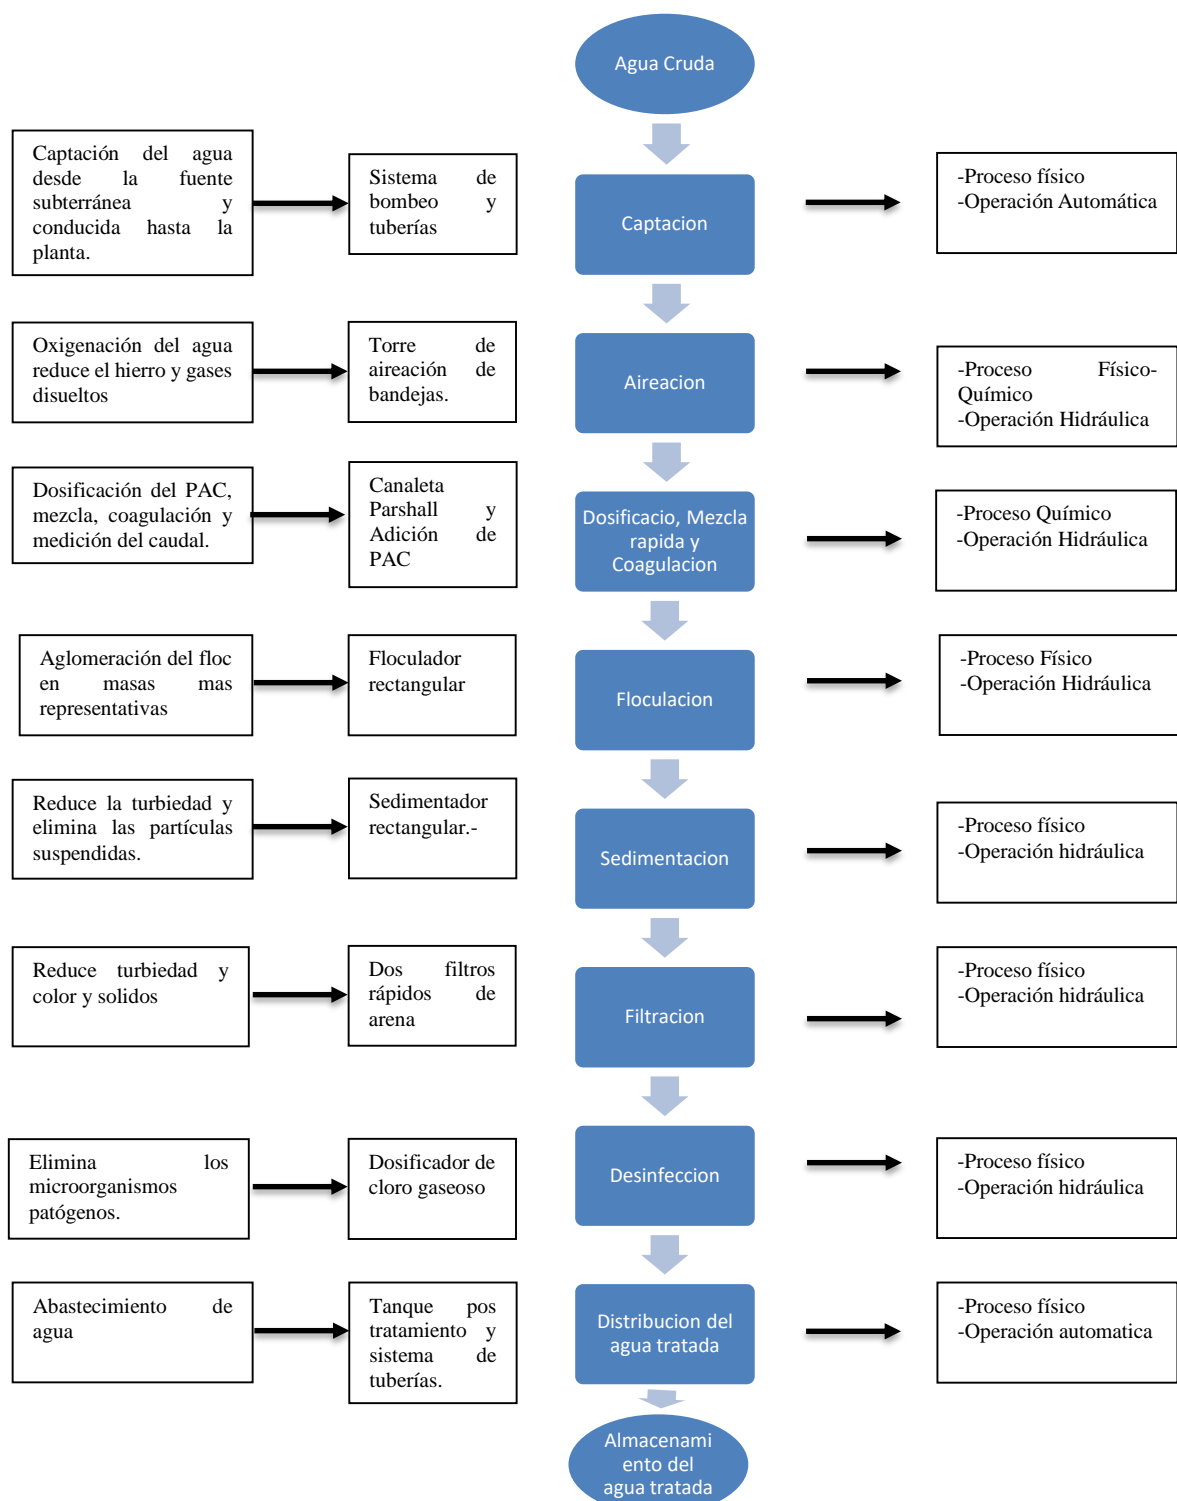 Agua Cruda
Captación del agua
desde la fuente
subterránea y
conducida hasta la
planta.
Sistema de
bombeo y
tuberías
Captacion
-Proceso físico
-Operación Automática
Oxigenación del agua
reduce el hierro y gases
disueltos
Torre de
aireación de
bandejas.
Aireacion
-Proceso Físico-
Químico
-Operación Hidráulica
Dosificación del PAC,
mezcla, coagulación y
medición del caudal.
Canaleta
Parshall y
Adición de
PAC
Dosificacio, Mezcla
rapida y
Coagulacion
-Proceso Químico
-Operación Hidráulica
Aglomeración del floc
en masas mas
representativas
Floculador
rectangular
Floculacion
-Proceso Físico
-Operación Hidráulica
Reduce la turbiedad y
elimina las partículas
suspendidas.
Sedimentador
rectangular.-
Sedimentacion
-Proceso físico
-Operación hidráulica
Reduce turbiedad y
color y solidos
Dos filtros
rápidos de
arena
Filtracion
-Proceso físico
-Operación hidráulica
Elimina los
microorganismos
patógenos.
Dosificador de
cloro gaseoso
Desinfeccion
-Proceso físico
-Operación hidráulica
Abastecimiento de
agua
Tanque pos
tratamiento y
sistema de
tuberías.
Distribucion del
agua tratada
-Proceso físico
-Operación automatica
Almacenami
ento del
agua tratada